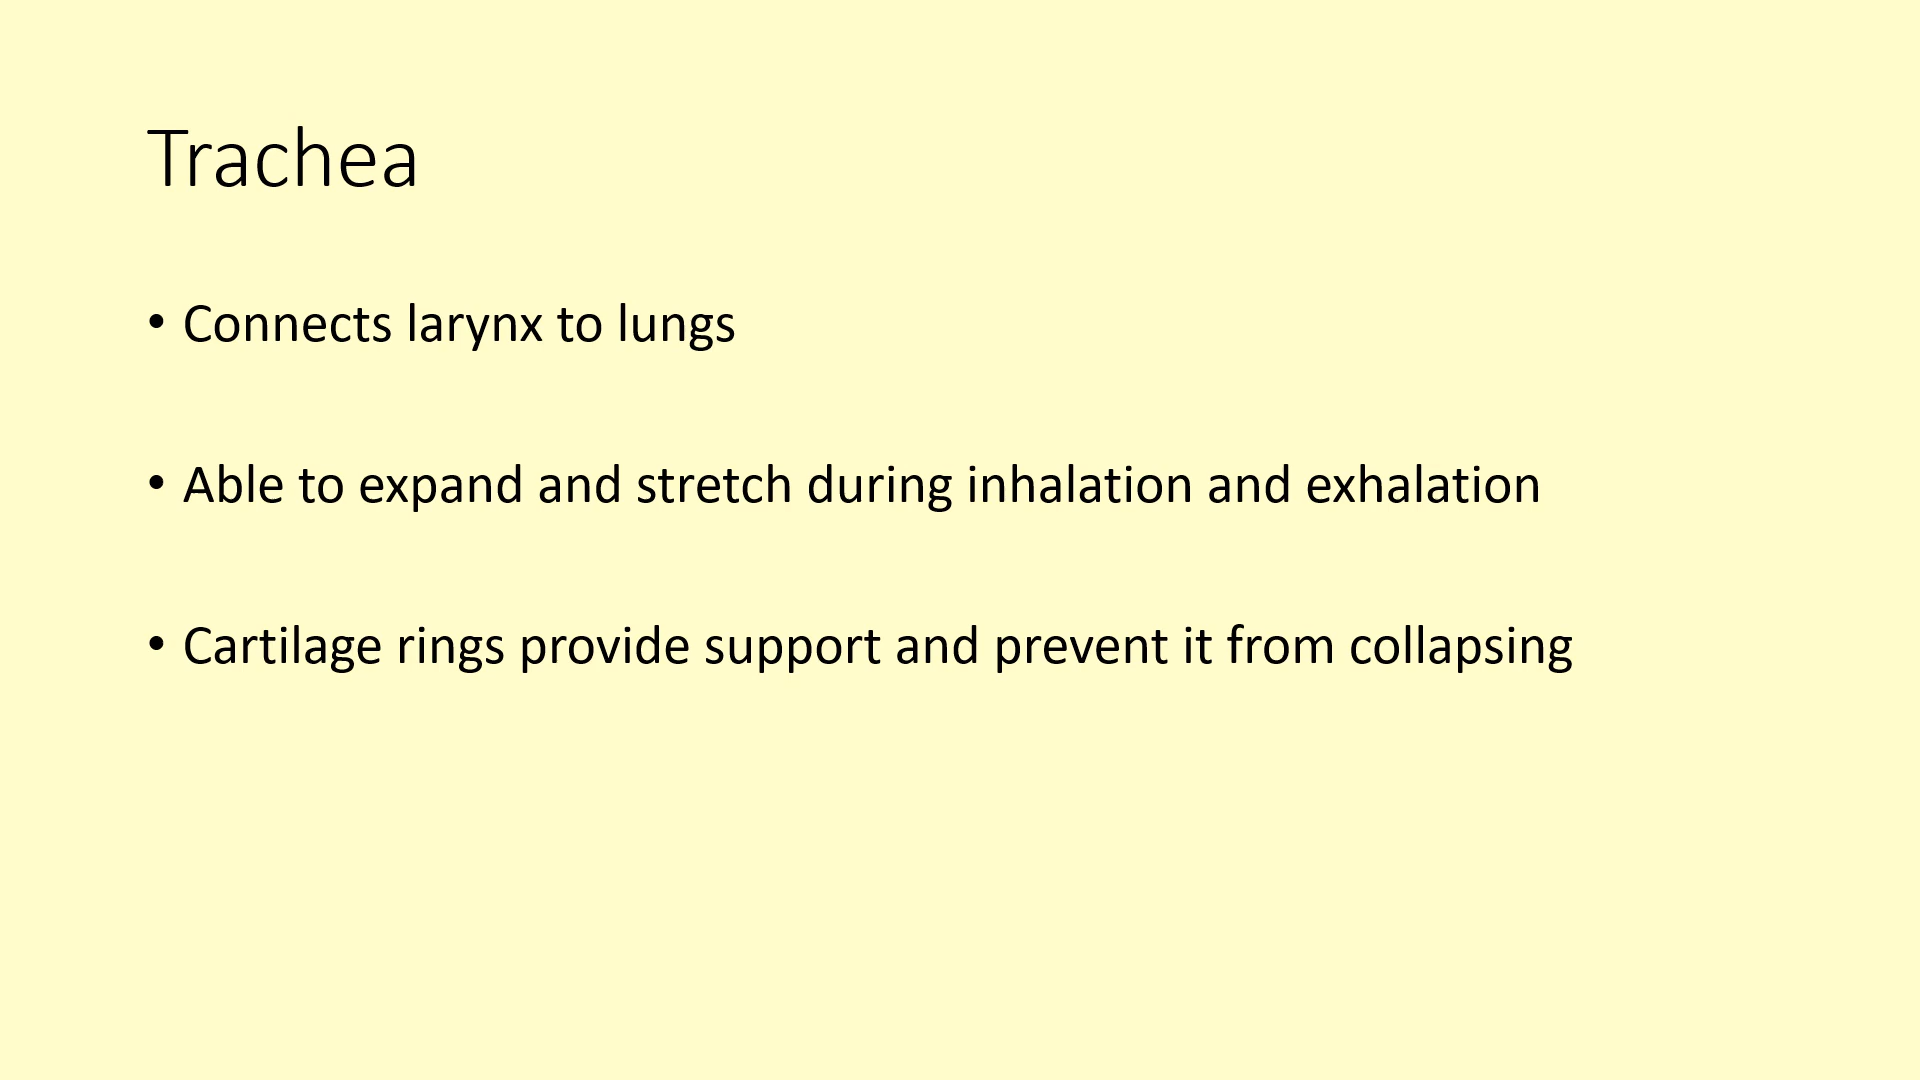 Trachea
• Connects larynx to lungs
• Able to expand and stretch during inhalation and exhalation
• Cartilage rings provide support and prevent it from collapsing